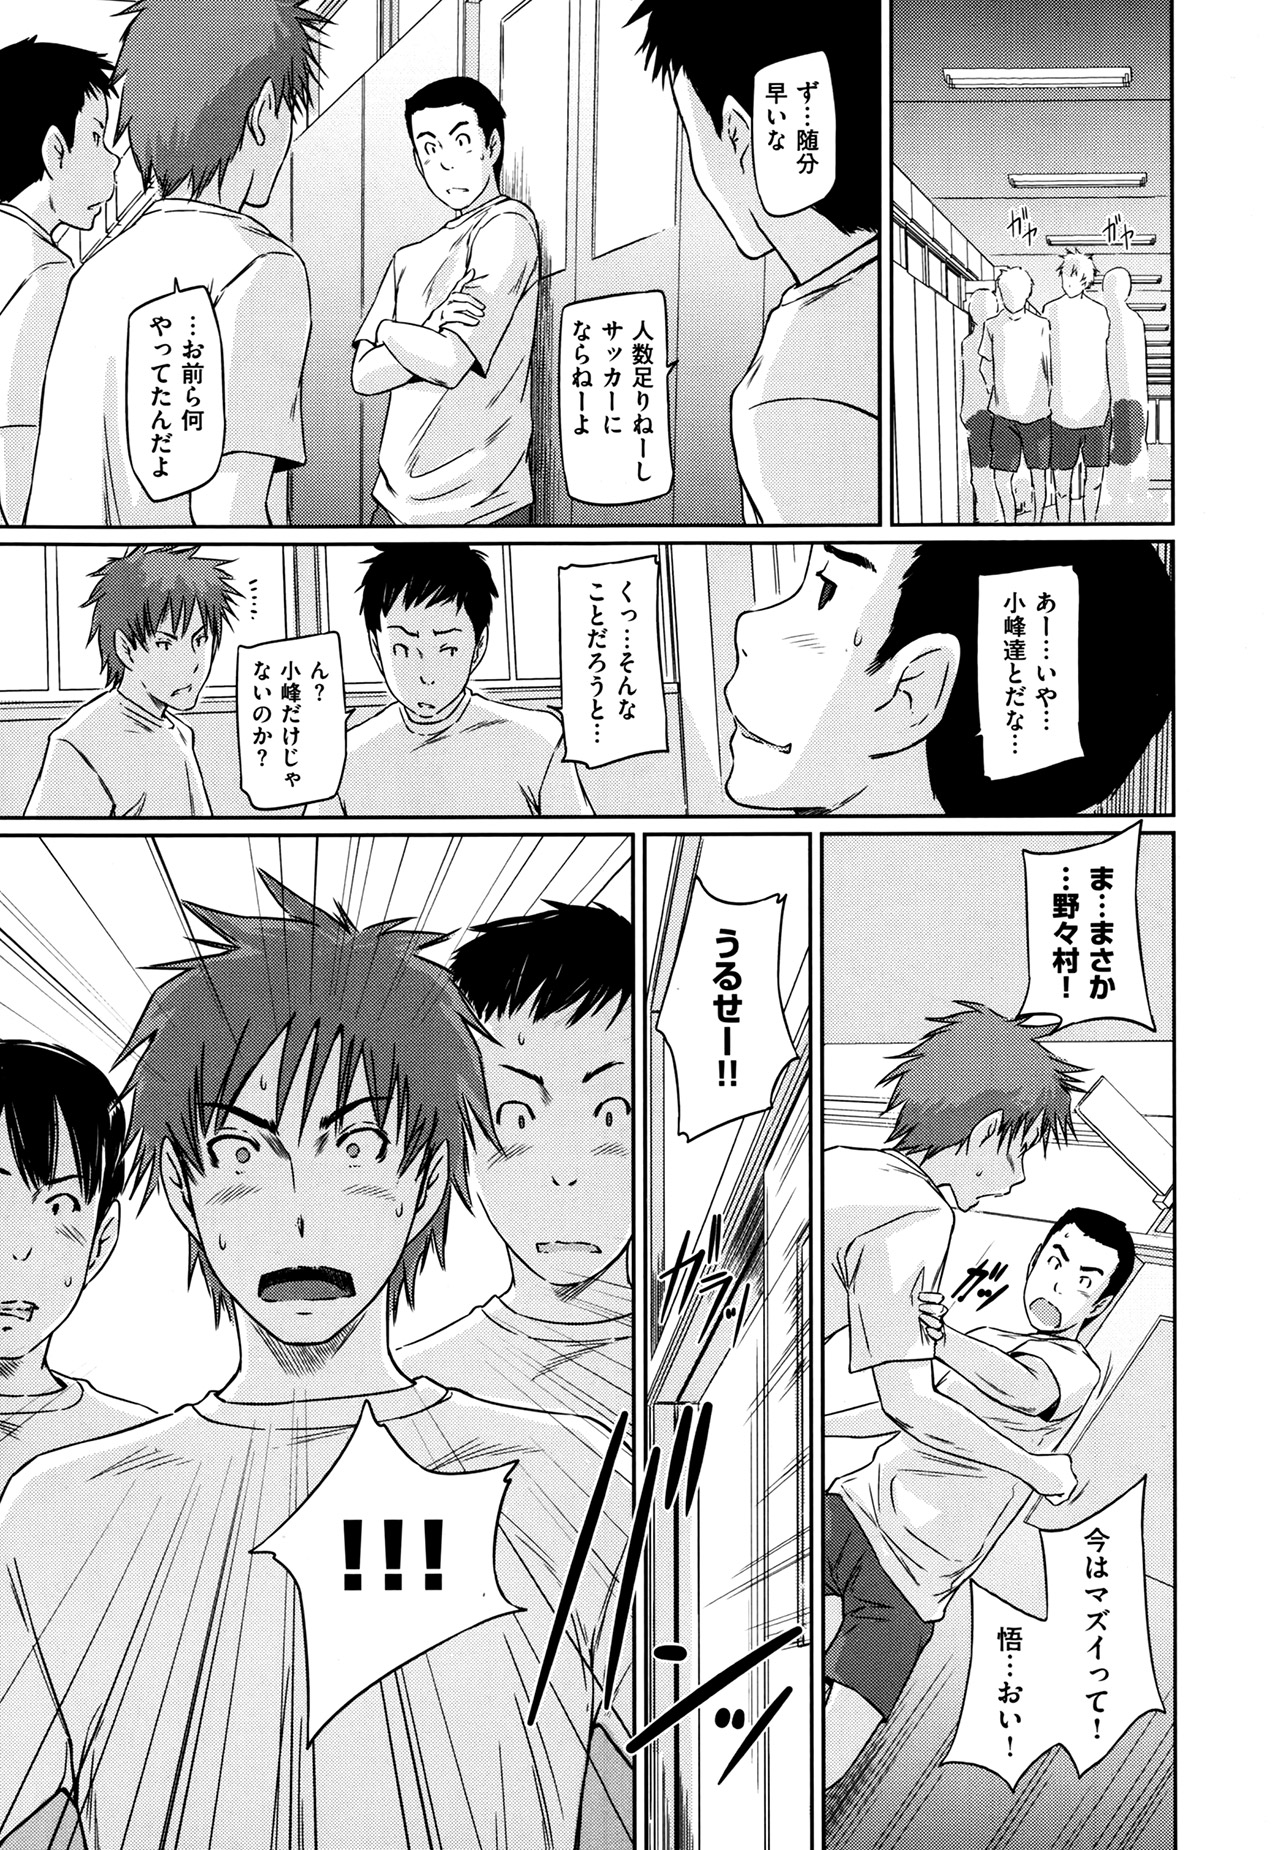 ガヤ
ガヤ
ず…随分
早いな
人数足りねーし
サッカーに
ならねーよ
…お前ら何
やってたんだよ
あー…いや…
小峰達とだな…
くっ…そんな
ことだろうと…
ん?
小峰だけじゃ
ないのか?
ま…まさか
…野々村!
ガッ
今はマズイって!
悟…おい!
うるせー!!
ガラッ
!!!